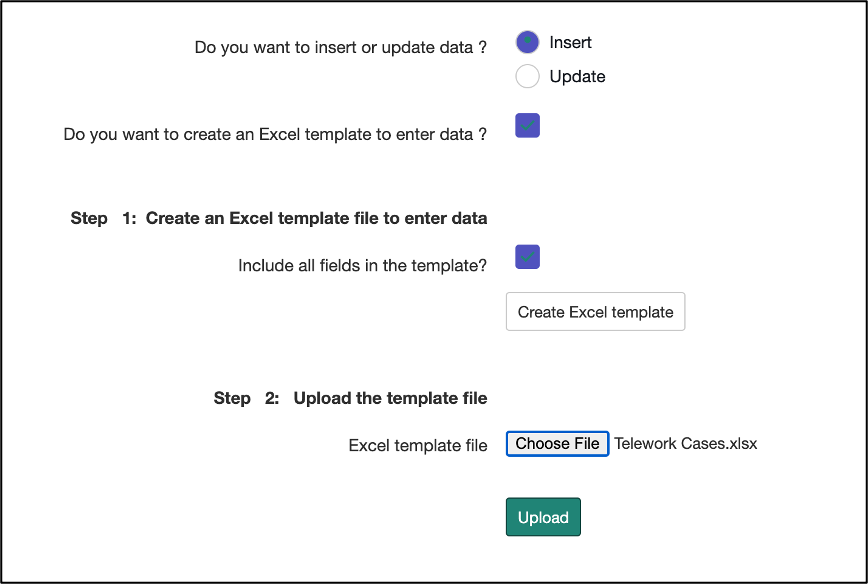 Do you want to insert or update data ? Insert
Update
Do you want to create an Excel template to enter data ?
Step 1: Create an Excel template file to enter data
Include all fields in the template?
Create Excel template
Step 2: Upload the template file
Excel template file Choose File Telework Cases.xlsx
Upload